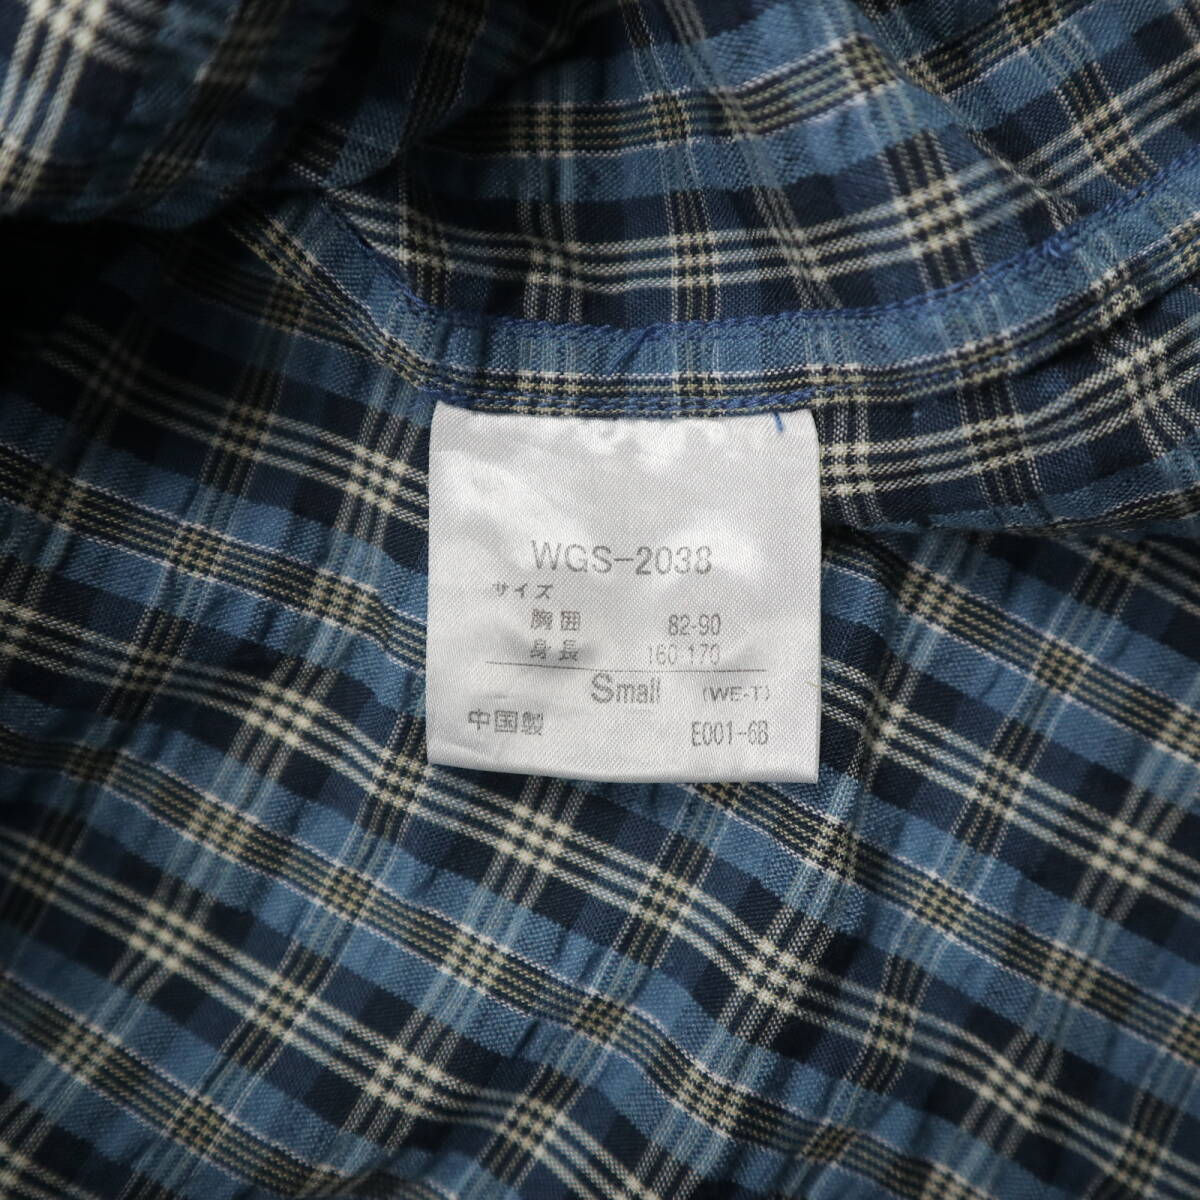 WGS-2038
サイズ
胸囲 82-90
身長 160-170
Small (WE-T)
中国製 E001-6B